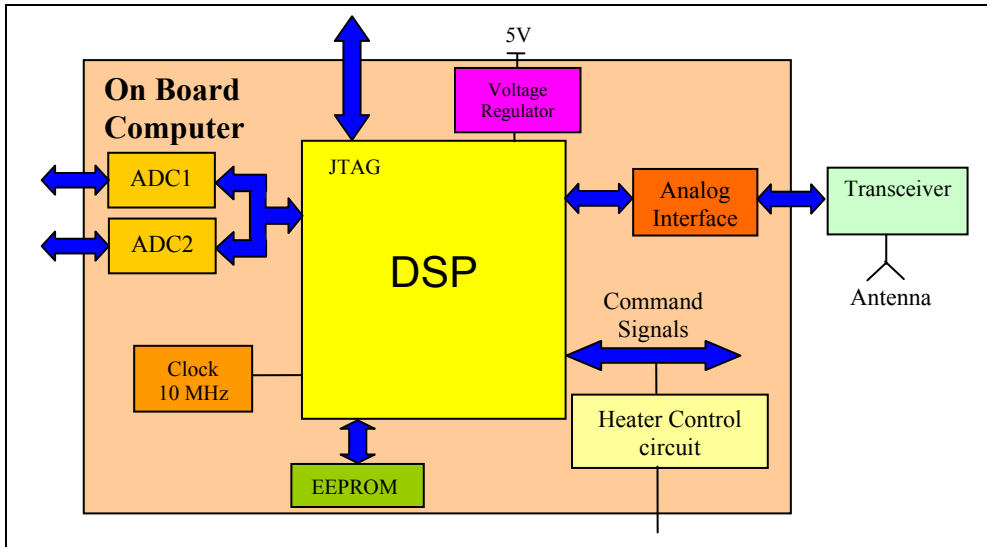 5V
On Board
Computer
Voltage
Regulator
JTAG
ADC1
ADC2
Analog
Interface
Transceiver
DSP
Antenna
Command
Signals
Clock
10 MHz
Heater Control
circuit
EEPROM